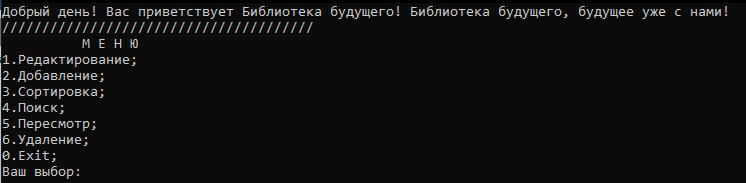 Добрый день! Вас приветствует Библиотека будущего! Библиотека будущего, будущее уже с нами!
///////////////////////////////////////
М Е Н Ю
1.Редактирование;
2.Добавление;
3.Сортировка;
4.Поиск;
5.Пересмотр;
6.Удаление;
0.Exit;
Ваш выбор: